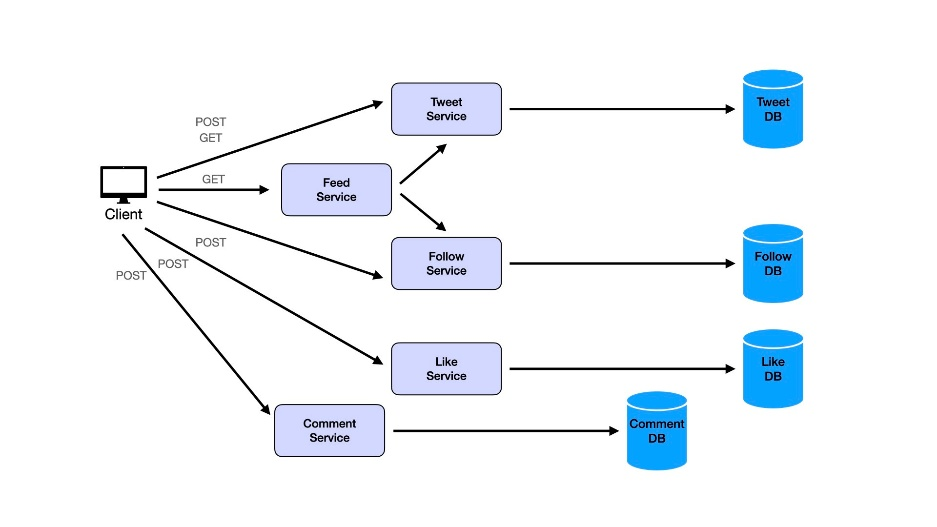 Tweet
Service
Tweet
DB
POST
GET
GET
Feed
Service
Client
POST
Follow
Service
Follow
DB
POST
POST
Like
Service
Like
DB
Comment
Service
Comment
DB